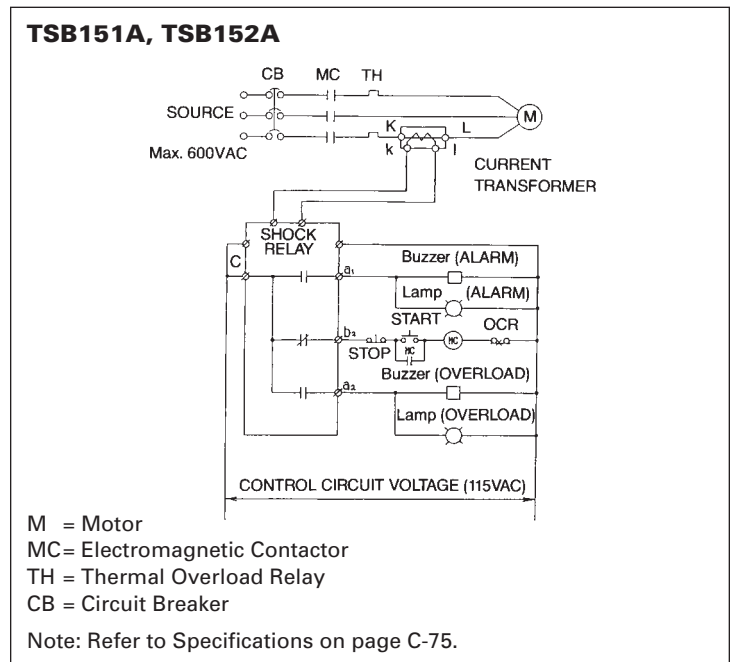 TSB151A, TSB152A
CB MC TH
SOURCE
M
K L
Max. 600VAC
k l
CURRENT
TRANSFORMER
SHOCK
RELAY
C
Buzzer (ALARM)
a₁
Lamp (ALARM)
START OCR
b₂
STOP MC MC
Buzzer (OVERLOAD)
a₂
Lamp (OVERLOAD)
CONTROL CIRCUIT VOLTAGE (115VAC)
M = Motor
MC= Electromagnetic Contactor
TH = Thermal Overload Relay
CB = Circuit Breaker
Note: Refer to Specifications on page C-75.